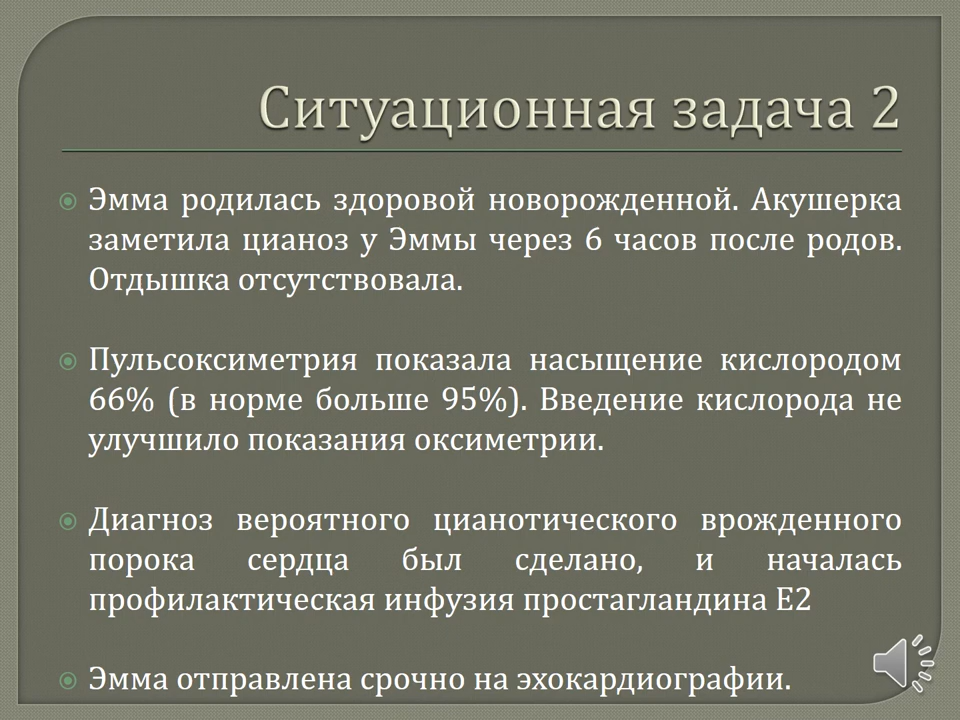 Ситуационная задача 2
Эмма родилась здоровой новорожденной. Акушерка
заметила цианоз у Эммы через 6 часов после родов.
Отдышка отсутствовала.
Пульсоксиметрия показала насыщение кислородом
66% (в норме больше 95%). Введение кислорода не
улучшило показания оксиметрии.
Диагноз вероятного цианотического врожденного
порока сердца был сделано, и началась
профилактическая инфузия простагландина E2
Эмма отправлена срочно на эхокардиографии.